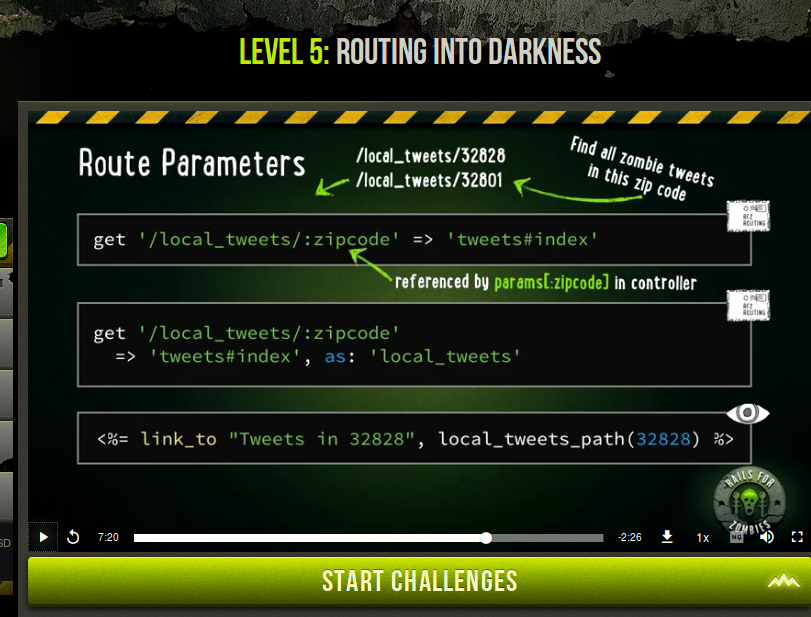 LEVEL 5: ROUTING INTO DARKNESS
Route Parameters
/local_tweets/32828
/local_tweets/32801
Find all zombie tweets
in this zip code
RFZ
ROUTING
get '/local_tweets/:zipcode' => 'tweets#index'
referenced by params[:zipcode] in controller
RFZ
ROUTING
get '/local_tweets/:zipcode'
=> 'tweets#index', as: 'local_tweets'
<%= link_to "Tweets in 32828", local_tweets_path(32828) %>
RAILS FOR
ZOMBIES
SD
7:20
-2:26
1x
HQ
START CHALLENGES